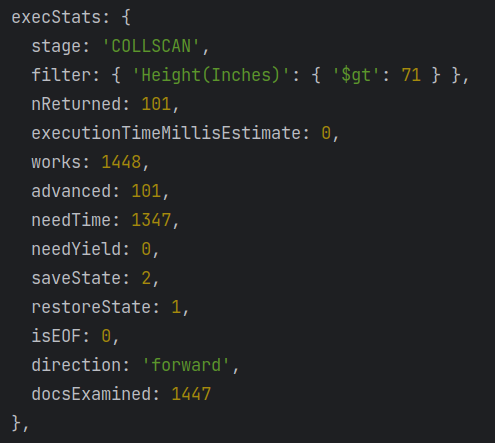 execStats: {
stage: 'COLLSCAN',
filter: { 'Height(Inches)': { '$gt': 71 } },
nReturned: 101,
executionTimeMillisEstimate: 0,
works: 1448,
advanced: 101,
needTime: 1347,
needYield: 0,
saveState: 2,
restoreState: 1,
isEOF: 0,
direction: 'forward',
docsExamined: 1447
},